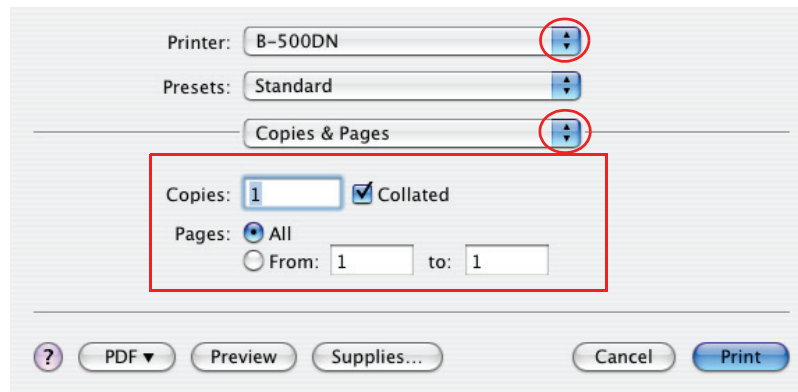 Printer: B-500DN
Presets: Standard
Copies & Pages
Copies: 1 Collated
Pages: All
From: 1 to: 1
? PDF ▼ Preview Supplies... Cancel Print